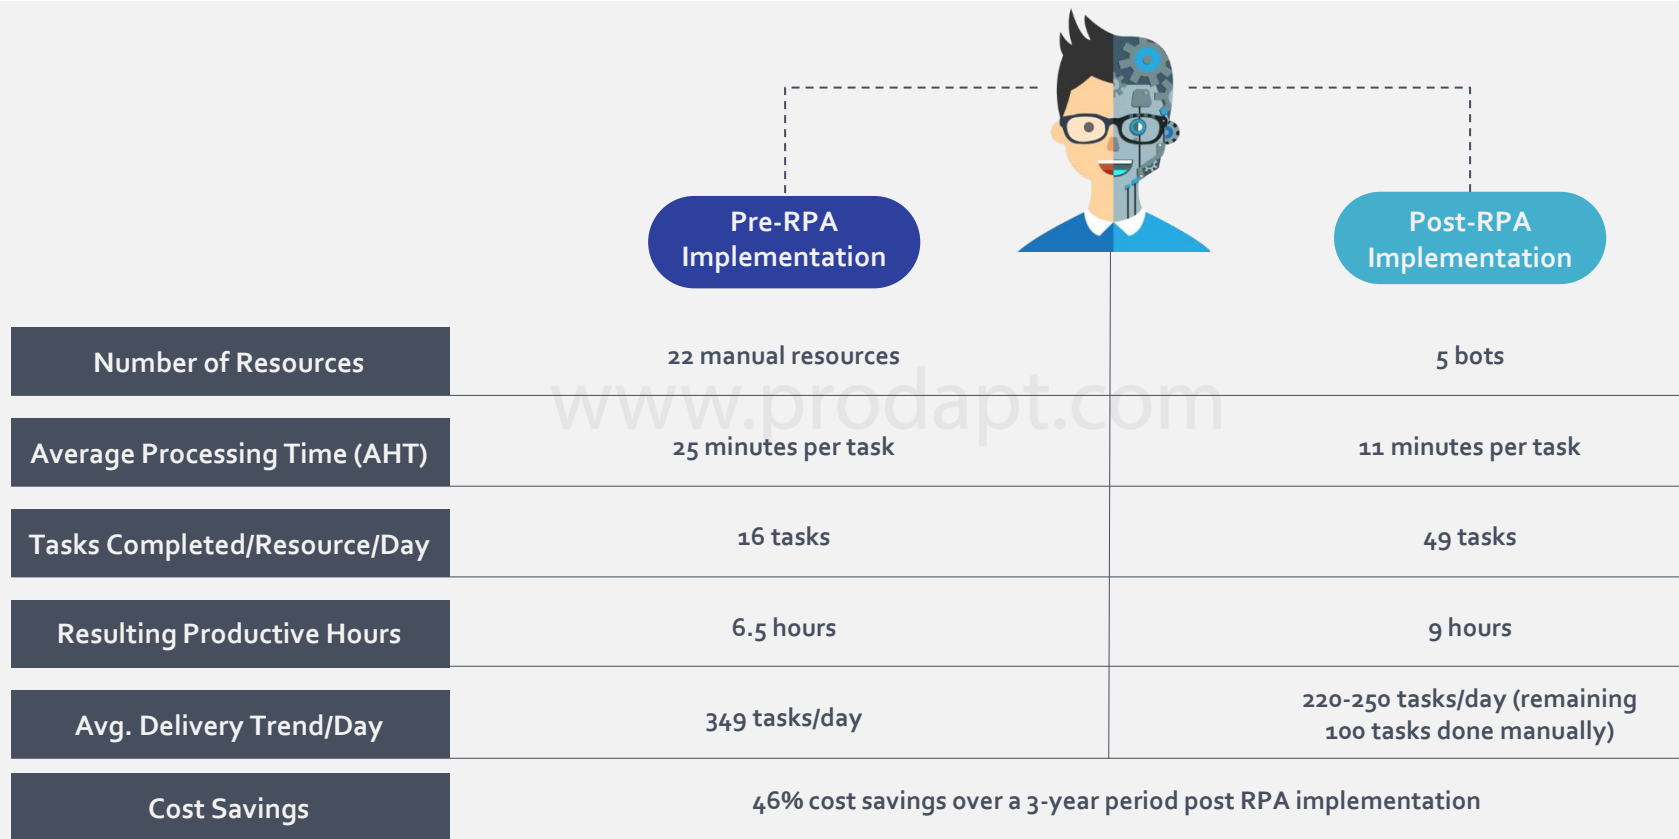 Pre-RPA
Implementation
Post-RPA
Implementation
Number of Resources
22 manual resources
5 bots
www.prodapt.com
Average Processing Time (AHT)
25 minutes per task
11 minutes per task
Tasks Completed/Resource/Day
16 tasks
49 tasks
Resulting Productive Hours
6.5 hours
9 hours
Avg. Delivery Trend/Day
349 tasks/day
220-250 tasks/day (remaining
100 tasks done manually)
Cost Savings
46% cost savings over a 3-year period post RPA implementation